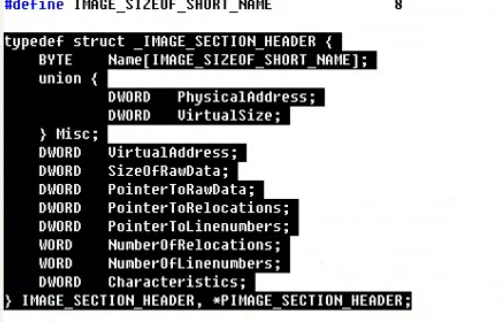 #define IMAGE_SIZEOF_SHORT_NAME 8
typedef struct _IMAGE_SECTION_HEADER {
BYTE Name[IMAGE_SIZEOF_SHORT_NAME];
union {
DWORD PhysicalAddress;
DWORD VirtualSize;
} Misc;
DWORD VirtualAddress;
DWORD SizeOfRawData;
DWORD PointerToRawData;
DWORD PointerToRelocations;
DWORD PointerToLinenumbers;
WORD NumberOfRelocations;
WORD NumberOfLinenumbers;
DWORD Characteristics;
} IMAGE_SECTION_HEADER, *PIMAGE_SECTION_HEADER;